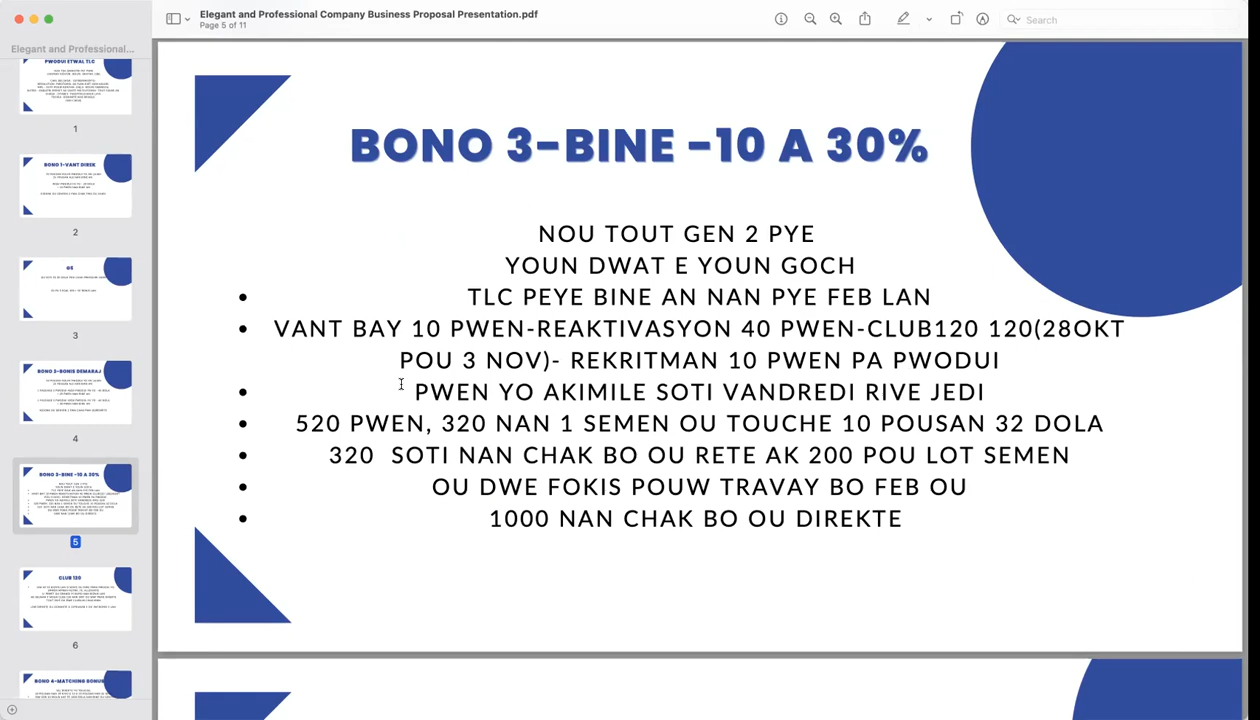 Elegant and Professional Company Business Proposal Presentation.pdf
Page 5 of 11
Search
Elegant and Professional...
PWODUI ETWAL TLC
1
BONO 1-VANT DIREK
2
3
BONO 2-BONIS DEMARAJ
4
BONO 3-BINE -10 A 30%
5
CLUB 120
6
BONO 4-MATCHING BONUS
BONO 3-BINE -10 A 30%
NOU TOUT GEN 2 PYE
YOUN DWAT E YOUN GOCH
• TLC PEYE BINE AN NAN PYE FEB LAN
• VANT BAY 10 PWEN-REAKTIVASYON 40 PWEN-CLUB120 120(28OKT
POU 3 NOV)- REKRITMAN 10 PWEN PA PWODUI
• PWEN YO AKIMILE SOTI VANDREDI RIVE JEDI
• 520 PWEN, 320 NAN 1 SEMEN OU TOUCHE 10 POUSAN 32 DOLA
• 320 SOTI NAN CHAK BO OU RETE AK 200 POU LOT SEMEN
• OU DWE FOKIS POUW TRAVAY BO FEB OU
• 1000 NAN CHAK BO OU DIREKTE